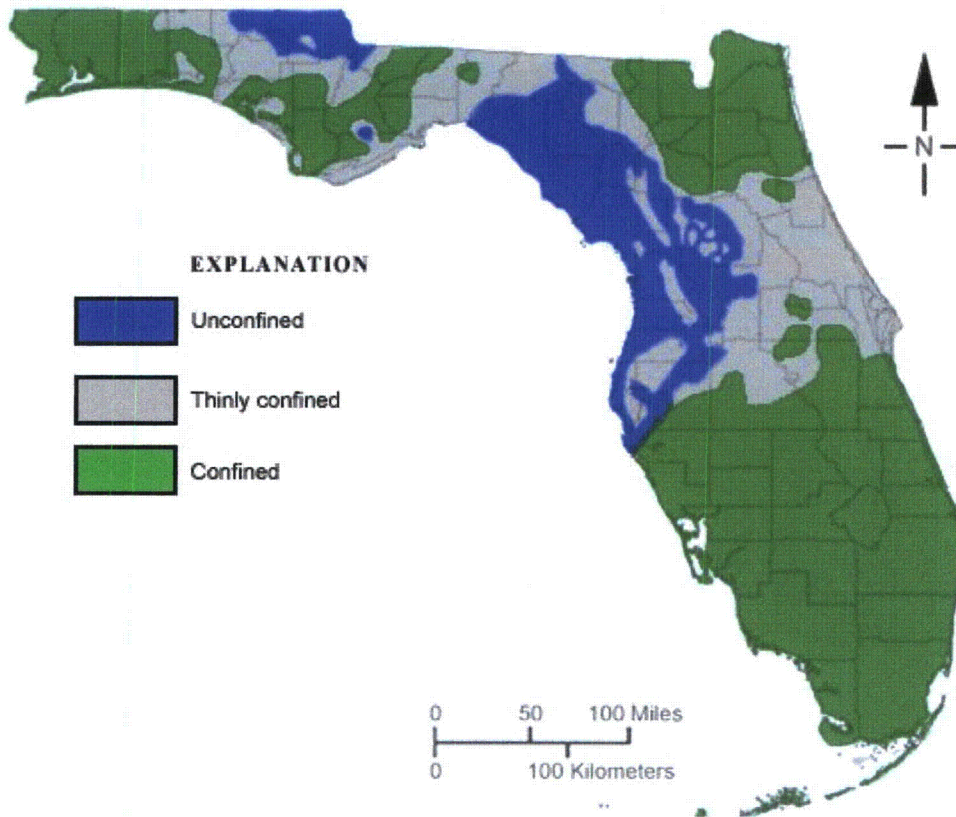 N
EXPLANATION
Unconfined
Thinly confined
Confined
0 50 100 Miles
0 100 Kilometers